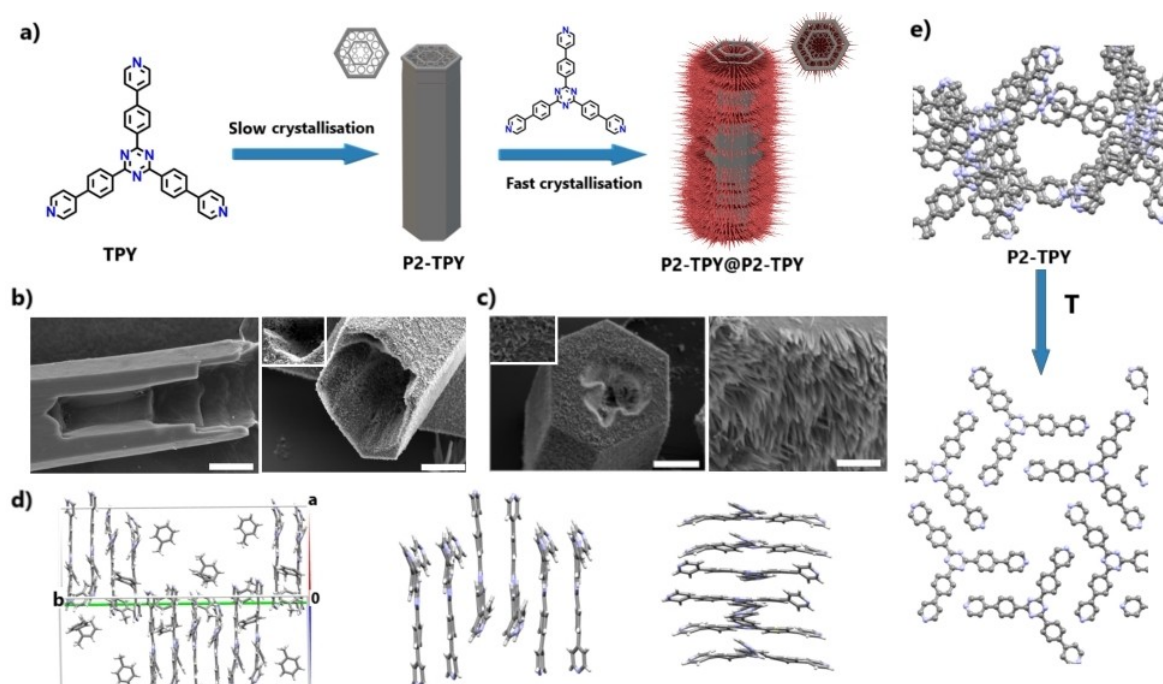 a)
N
N
N
N
N
N
N
TPY
Slow crystallisation
P2-TPY
N
N
N
N
N
N
Fast crystallisation
P2-TPY@P2-TPY
e)
P2-TPY
T
b)
c)
d)
a
b
0